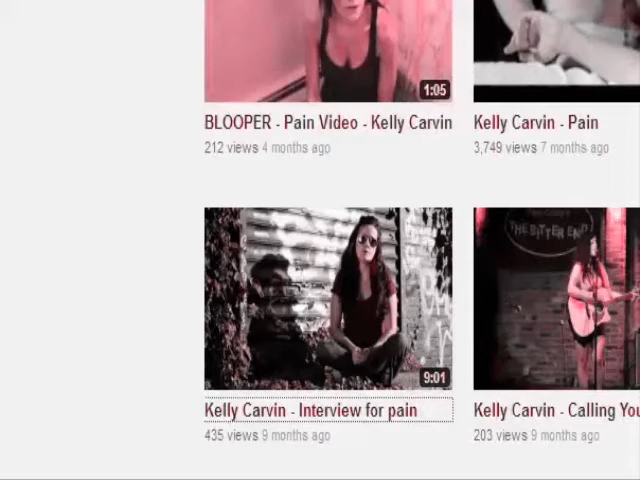 1:05
BLOOPER - Pain Video - Kelly Carvin
212 views 4 months ago
Kelly Carvin - Pain
3,749 views 7 months ago
THE BITTER END
9:01
Kelly Carvin - Interview for pain
435 views 9 months ago
Kelly Carvin - Calling You
203 views 9 months ago